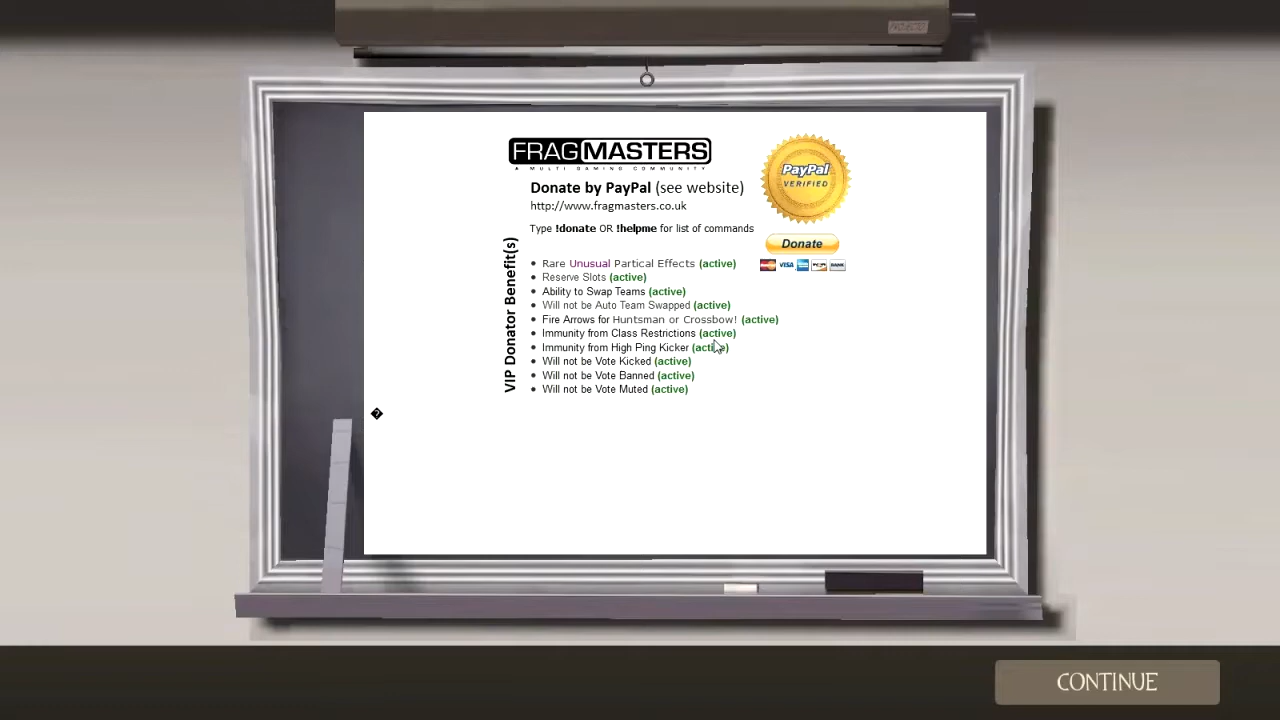 FRAGMASTERS
A MULTI GAMING COMMUNITY
PayPal
VERIFIED
Donate by PayPal (see website)
http://www.fragmasters.co.uk
Type !donate OR !helpme for list of commands
Donate
VISA
BANK
VIP Donator Benefit(s)
• Rare Unusual Partical Effects (active)
• Reserve Slots (active)
• Ability to Swap Teams (active)
• Will not be Auto Team Swapped (active)
• Fire Arrows for Huntsman or Crossbow! (active)
• Immunity from Class Restrictions (active)
• Immunity from High Ping Kicker (active)
• Will not be Vote Kicked (active)
• Will not be Vote Banned (active)
• Will not be Vote Muted (active)
�
CONTINUE